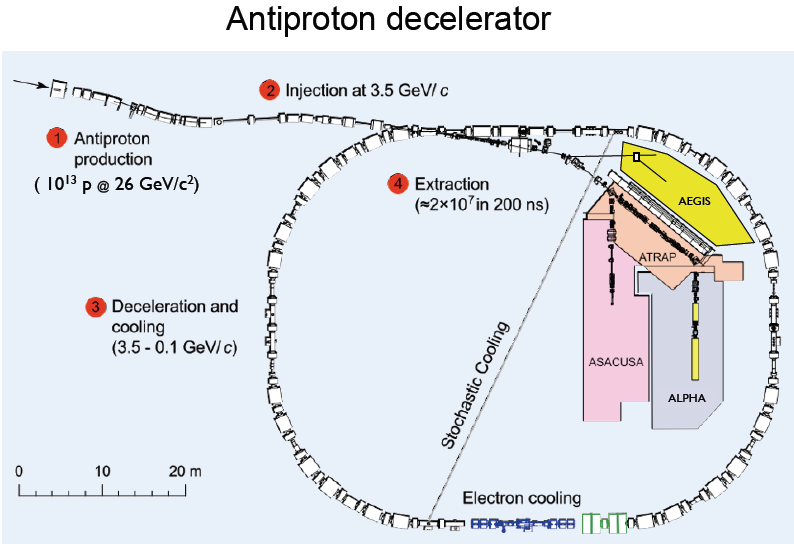 Antiproton decelerator
2 Injection at 3.5 GeV/c
1 Antiproton
production
( 10¹³ p @ 26 GeV/c²)
4 Extraction
(≈2×10⁷ in 200 ns)
AEGIS
ATRAP
3 Deceleration and
cooling
(3.5 - 0.1 GeV/c)
Stochastic Cooling
ASACUSA
ALPHA
0 10 20 m
Electron cooling